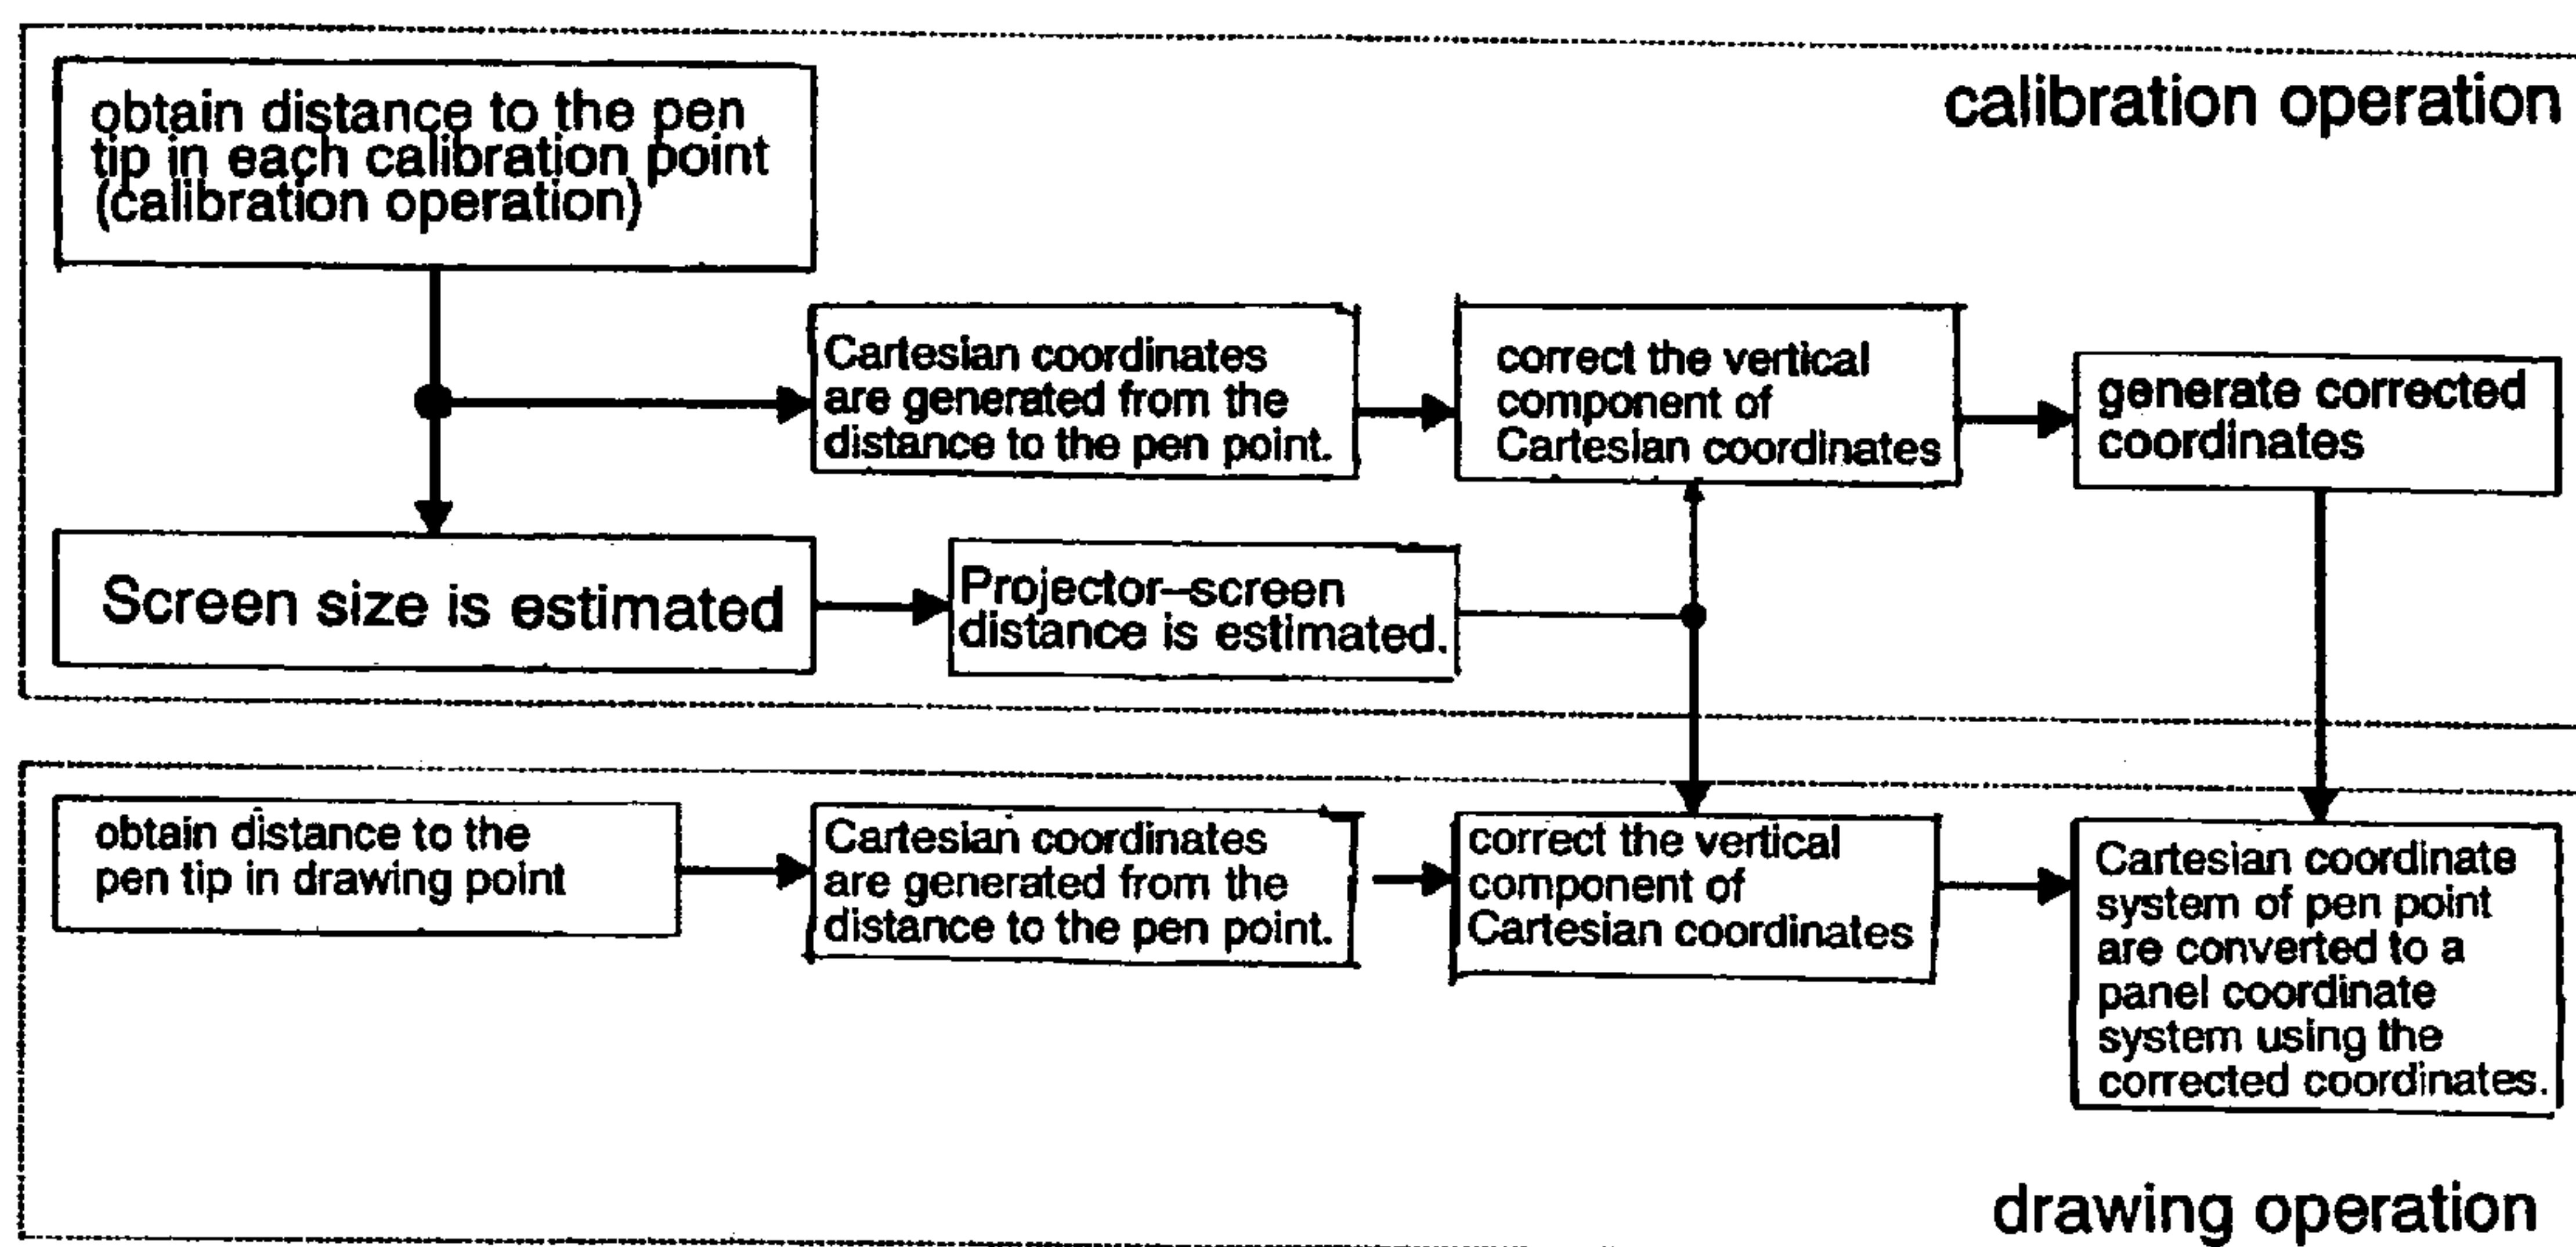 calibration operation
obtain distance to the pen
tip in each calibration point
(calibration operation)
Cartesian coordinates
are generated from the
distance to the pen point.
correct the vertical
component of
Cartesian coordinates
generate corrected
coordinates
Screen size is estimated
Projector–screen
distance is estimated.
obtain distance to the
pen tip in drawing point
Cartesian coordinates
are generated from the
distance to the pen point.
correct the vertical
component of
Cartesian coordinates
Cartesian coordinate
system of pen point
are converted to a
panel coordinate
system using the
corrected coordinates.
drawing operation